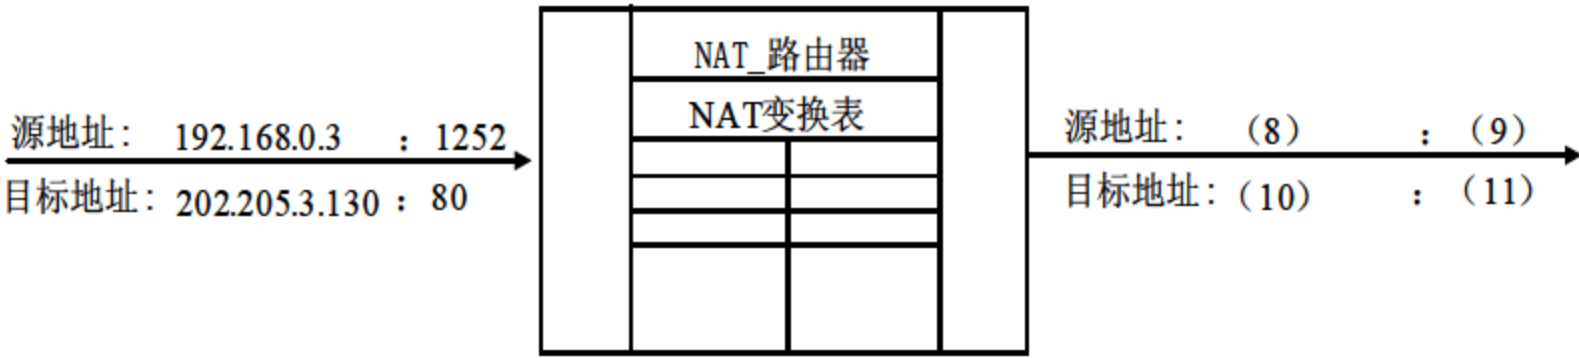 NAT_路由器
NAT变换表
源地址： 192.168.0.3 ：1252
目标地址：202.205.3.130：80
源地址： （8） ：（9）
目标地址：（10） ：（11）